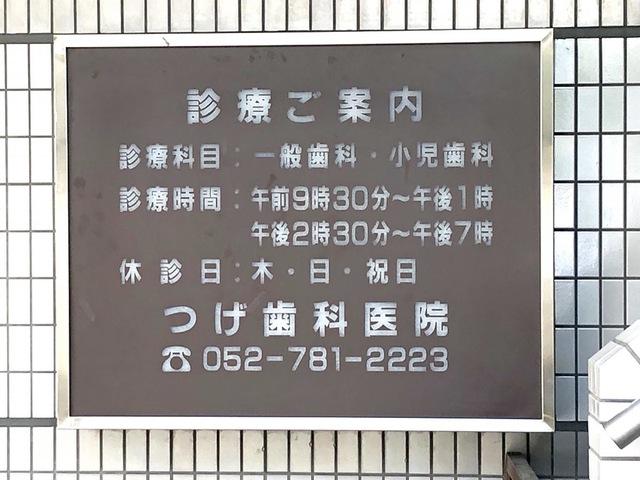 診療ご案内
診療科目：一般歯科・小児歯科
診療時間：午前9時30分〜午後1時
午後2時30分〜午後7時
休診日：木・日・祝日
つげ歯科医院
☎052-781-2223